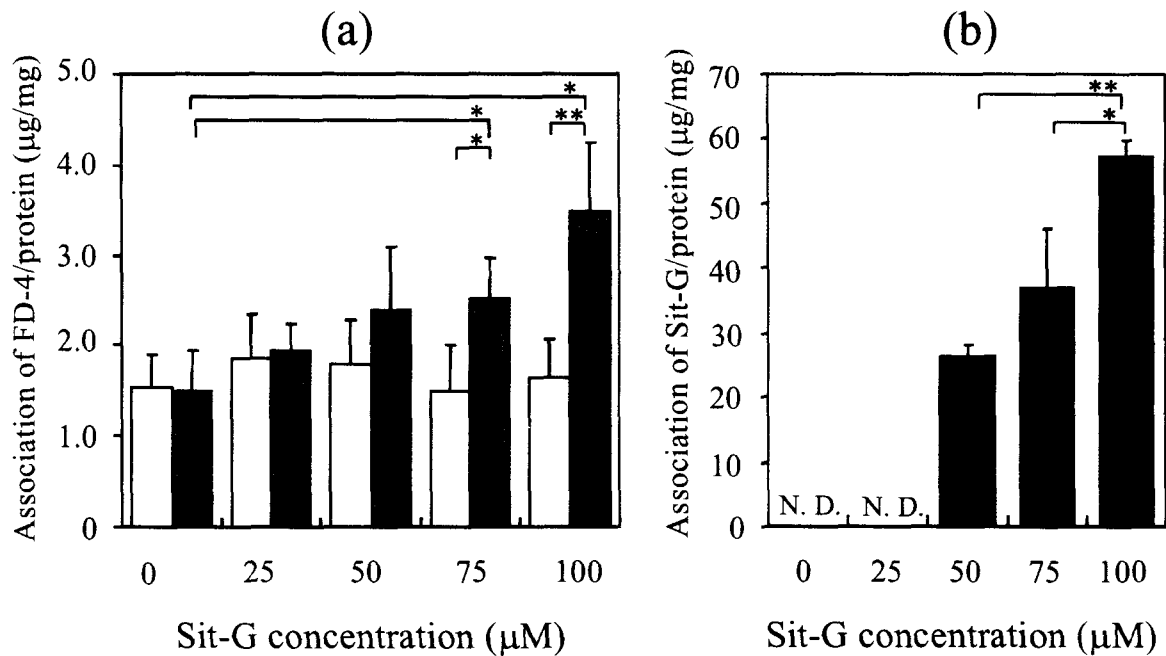 (a)
Association of FD-4/protein (μg/mg)
5.0
4.0
3.0
2.0
1.0
0
*
*
*
**
0 25 50 75 100
Sit-G concentration (μM)
(b)
Association of Sit-G/protein (μg/mg)
70
60
50
40
30
20
10
0
**
*
N. D. N. D.
0 25 50 75 100
Sit-G concentration (μM)